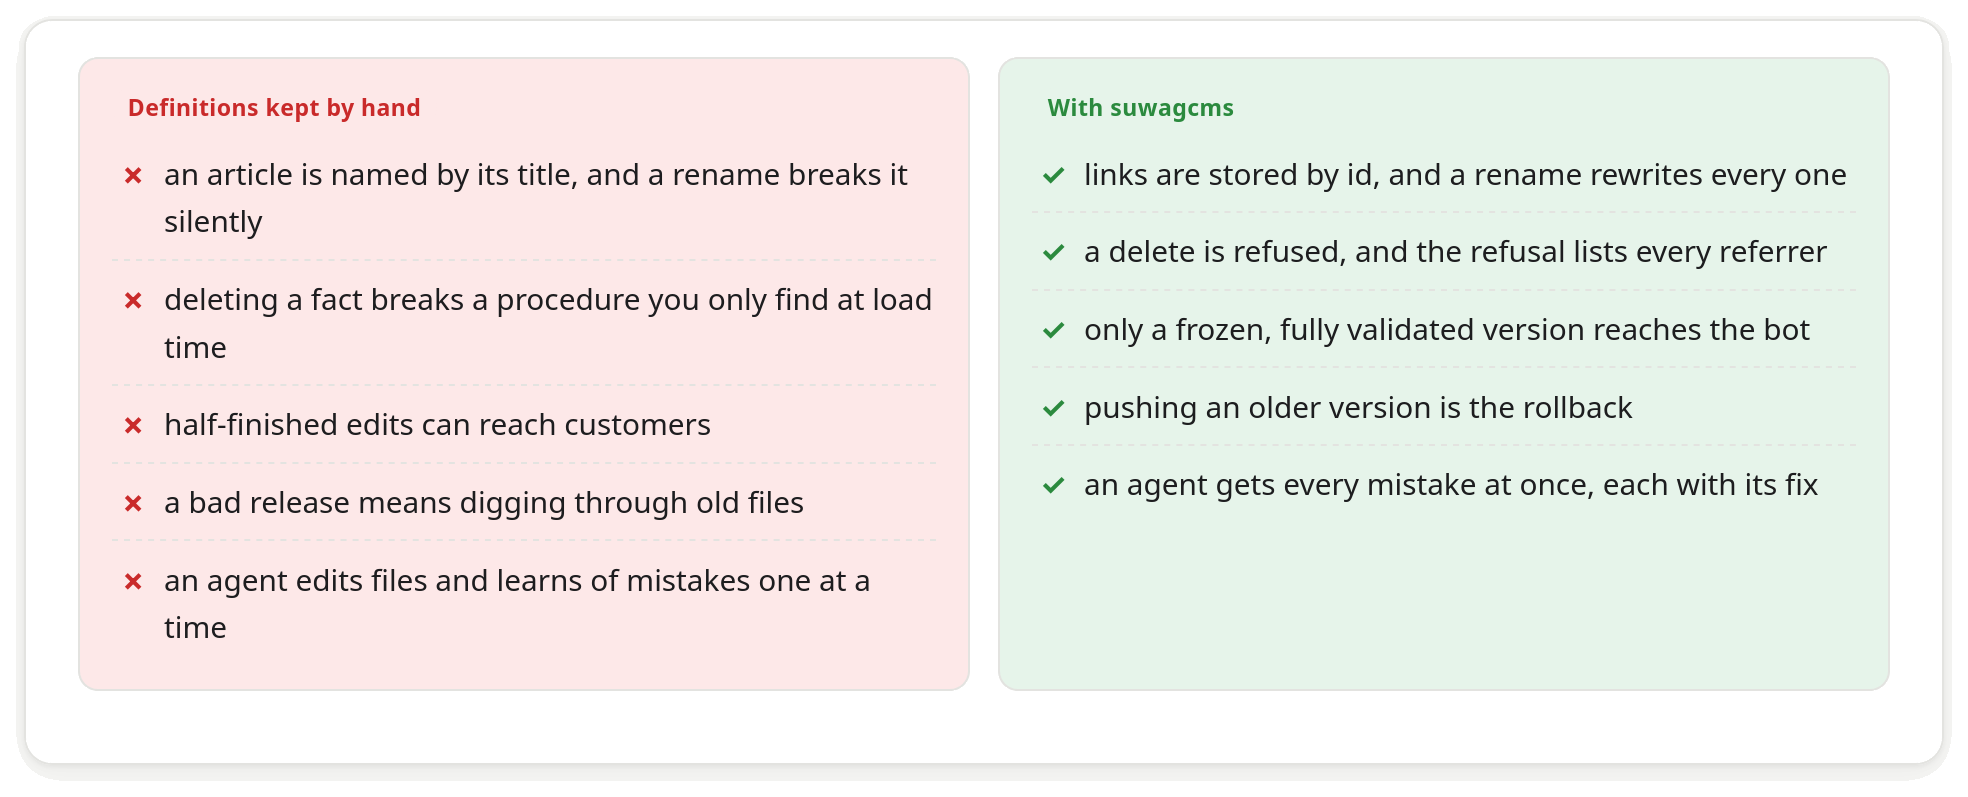 Definitions kept by hand
an article is named by its title, and a rename breaks it
silently
deleting a fact breaks a procedure you only find at load
time
half-finished edits can reach customers
a bad release means digging through old files
an agent edits files and learns of mistakes one at a
time
With suwagcms
links are stored by id, and a rename rewrites every one
a delete is refused, and the refusal lists every referrer
only a frozen, fully validated version reaches the bot
pushing an older version is the rollback
an agent gets every mistake at once, each with its fix